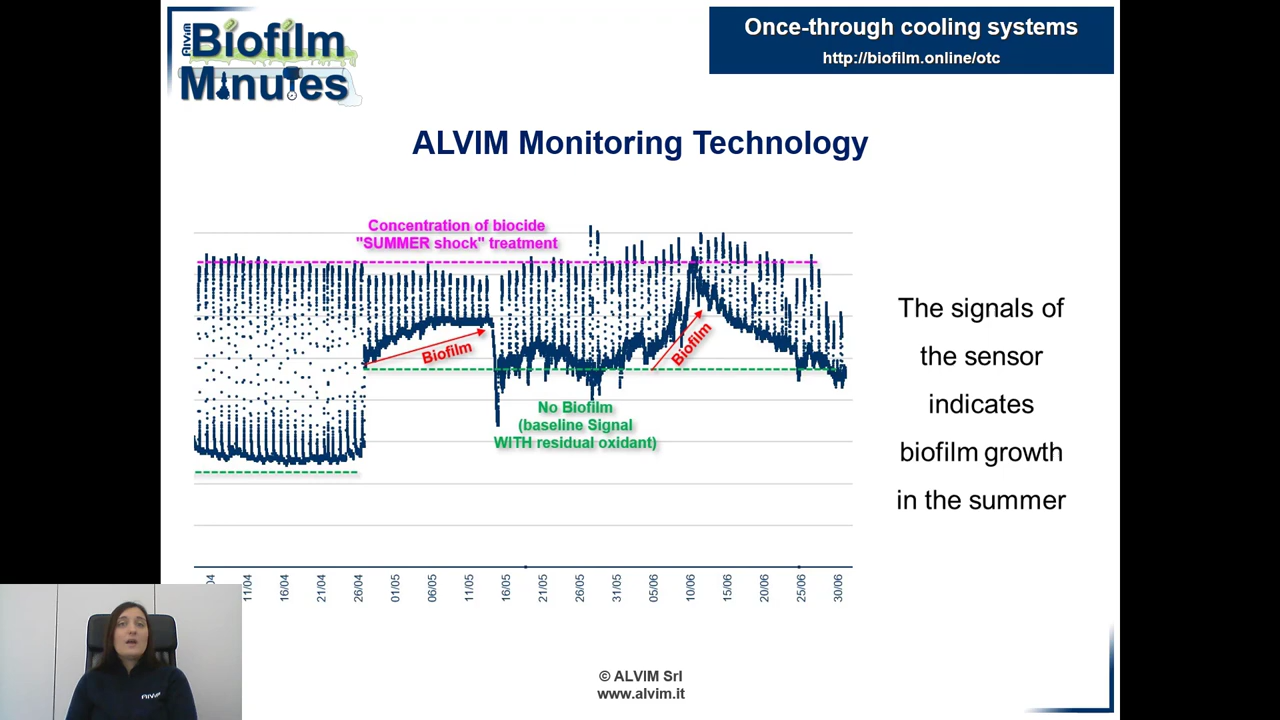 ALVIM
Biofilm
Minutes
Once-through cooling systems
http://biofilm.online/otc
ALVIM Monitoring Technology
Concentration of biocide
"SUMMER shock" treatment
Biofilm
Biofilm
No Biofilm
(baseline Signal
WITH residual oxidant)
The signals of
the sensor
indicates
biofilm growth
in the summer
04
11/04
16/04
21/04
26/04
01/05
06/05
11/05
16/05
21/05
26/05
31/05
05/06
10/06
15/06
20/06
25/06
30/06
ALVIM
© ALVIM Srl
www.alvim.it